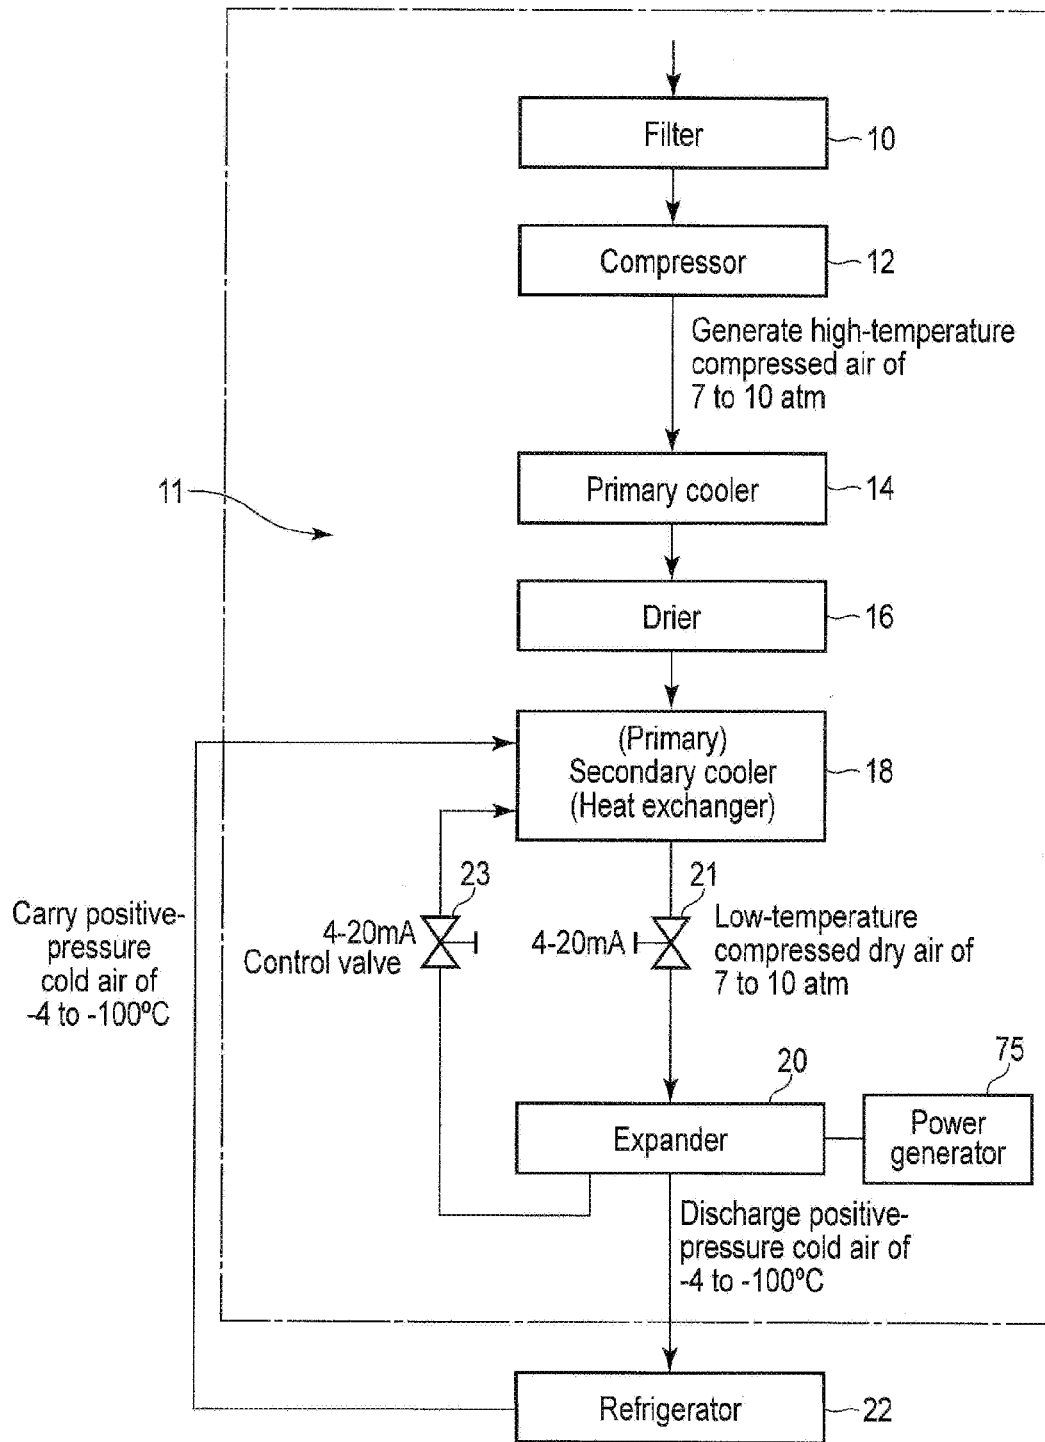 Filter
10
Compressor
12
Generate high-temperature
compressed air of
7 to 10 atm
11
Primary cooler
14
Drier
16
(Primary)
Secondary cooler
(Heat exchanger)
18
Carry positive-
pressure
cold air of
-4 to -100ºC
23
4-20mA
Control valve
21
4-20mA
Low-temperature
compressed dry air of
7 to 10 atm
20
Expander
75
Power
generator
Discharge positive-
pressure cold air of
-4 to -100ºC
Refrigerator
22